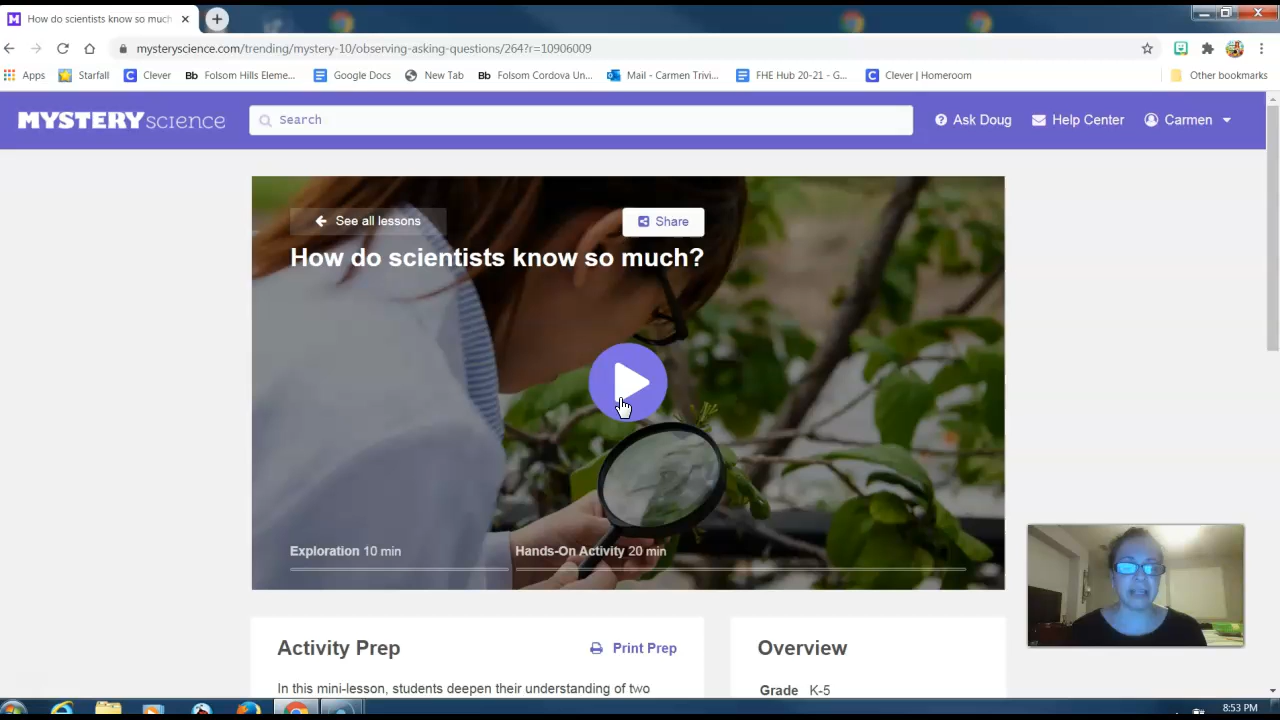 How do scientists know so much
mysteryscience.com/trending/mystery-10/observing-asking-questions/264?r=10906009
Apps Starfall Clever Bb Folsom Hills Eleme... Google Docs New Tab Bb Folsom Cordova Un... Mail - Carmen Trivi... FHE Hub 20-21 - G... Clever | Homeroom Other bookmarks
MYSTERYscience Search Ask Doug Help Center Carmen
See all lessons Share
How do scientists know so much?
Exploration 10 min Hands-On Activity 20 min
Activity Prep Print Prep Overview
In this mini-lesson, students deepen their understanding of two
Grade K-5
8:53 PM